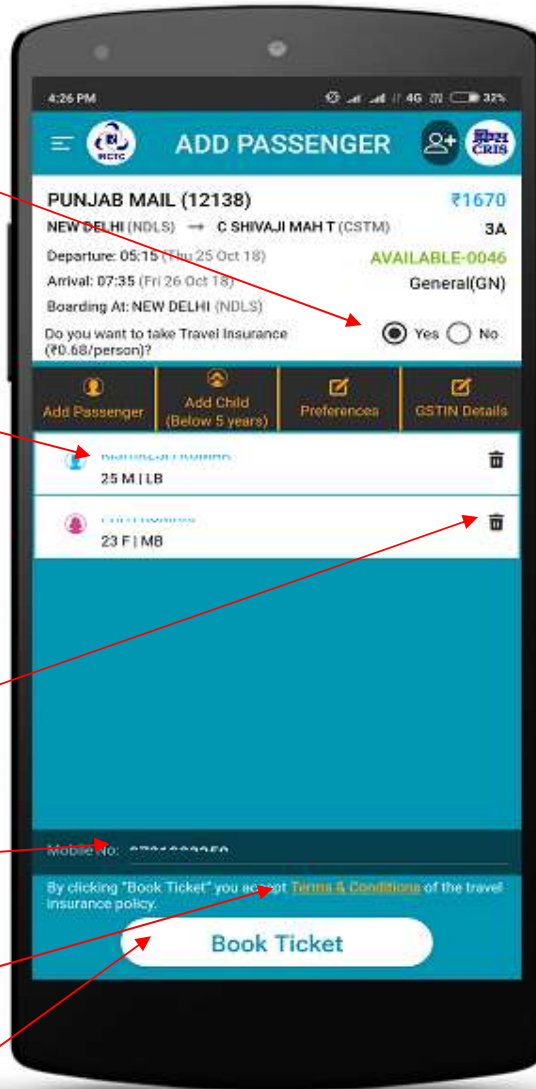 4:26 PM 4G 32%
IRCTC ADD PASSENGER CRIS
PUNJAB MAIL (12138) ₹1670
NEW DELHI (NDLS) → C SHIVAJI MAH T (CSTM) 3A
Departure: 05:15 (Thu 25 Oct 18) AVAILABLE-0046
Arrival: 07:35 (Fri 26 Oct 18) General(GN)
Boarding At: NEW DELHI (NDLS)
Do you want to take Travel Insurance
(₹0.68/person)? Yes No
Add Passenger Add Child Preferences GSTIN Details
(Below 5 years)
25 M | LB
23 F | MB
Mobile No:
By clicking "Book Ticket" you accept Terms & Conditions of the travel
insurance policy.
Book Ticket